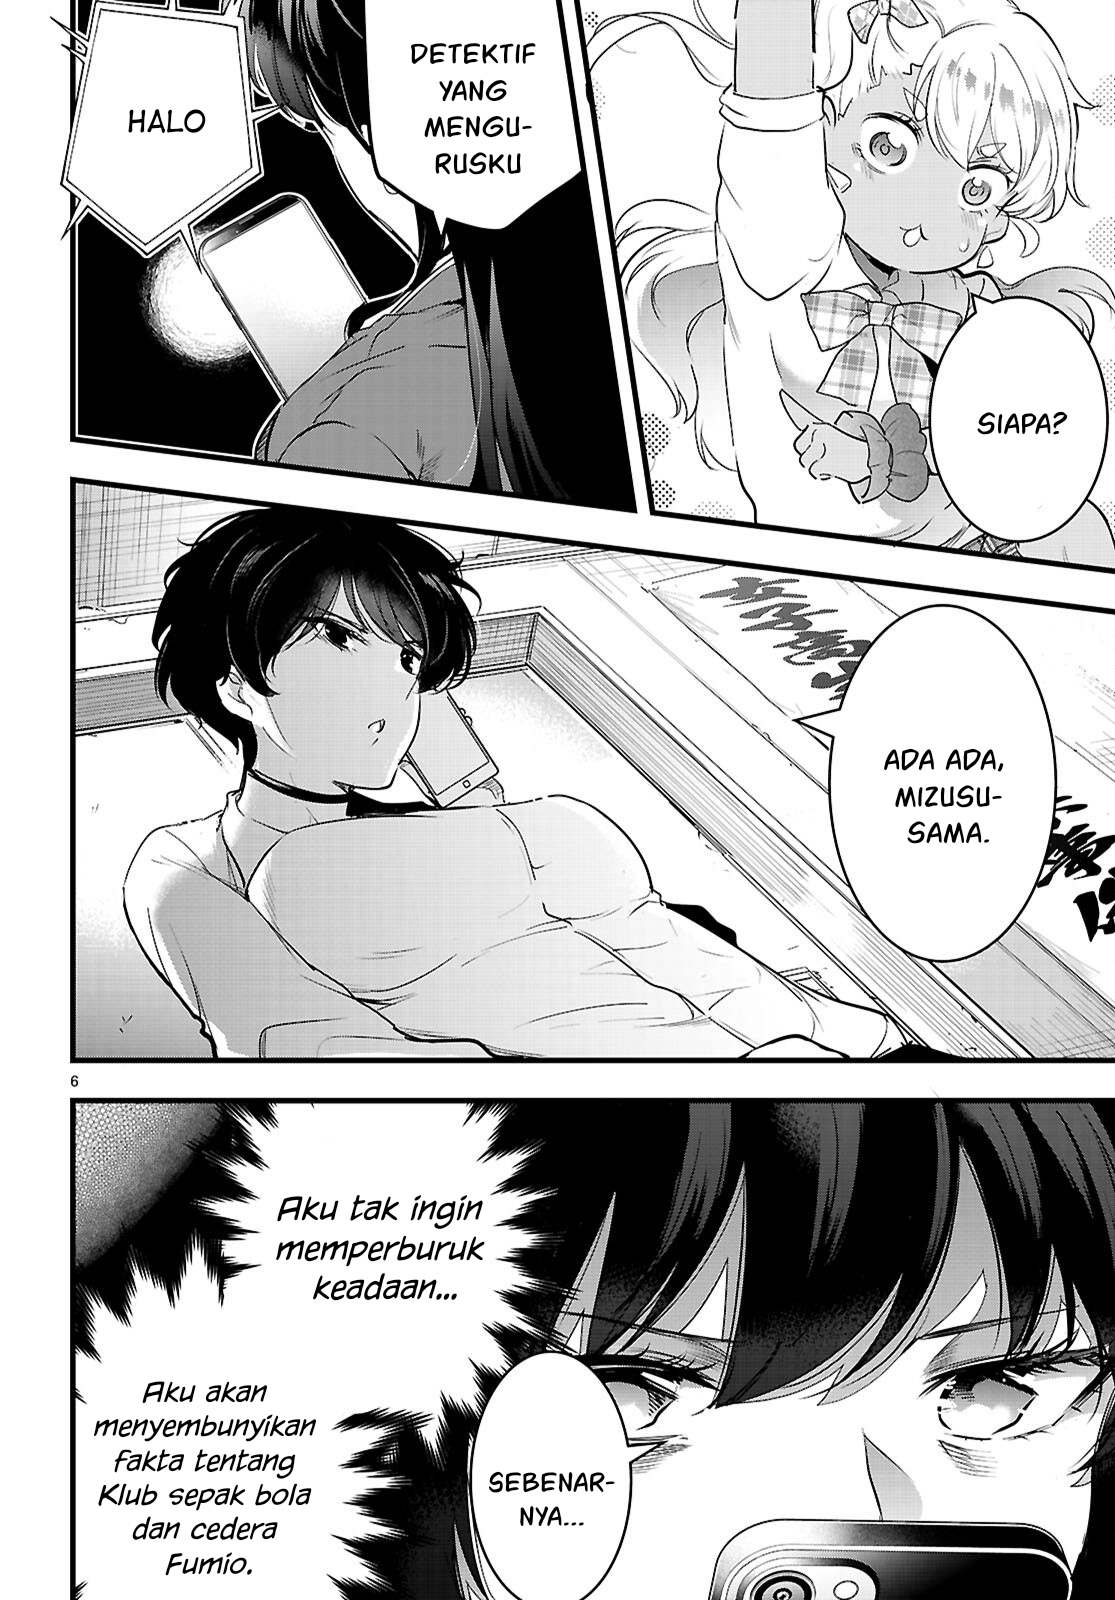 SIAPA?
DETEKTIF
YANG
MENGU-
RUSKU
HALO
ADA ADA,
MIZUSU-
SAMA.
6
Aku tak ingin
memperburuk
keadaan...
Aku akan
menyembunyikan
fakta tentang
Klub sepak bola
dan cedera
Fumio.
SEBENAR-
NYA...